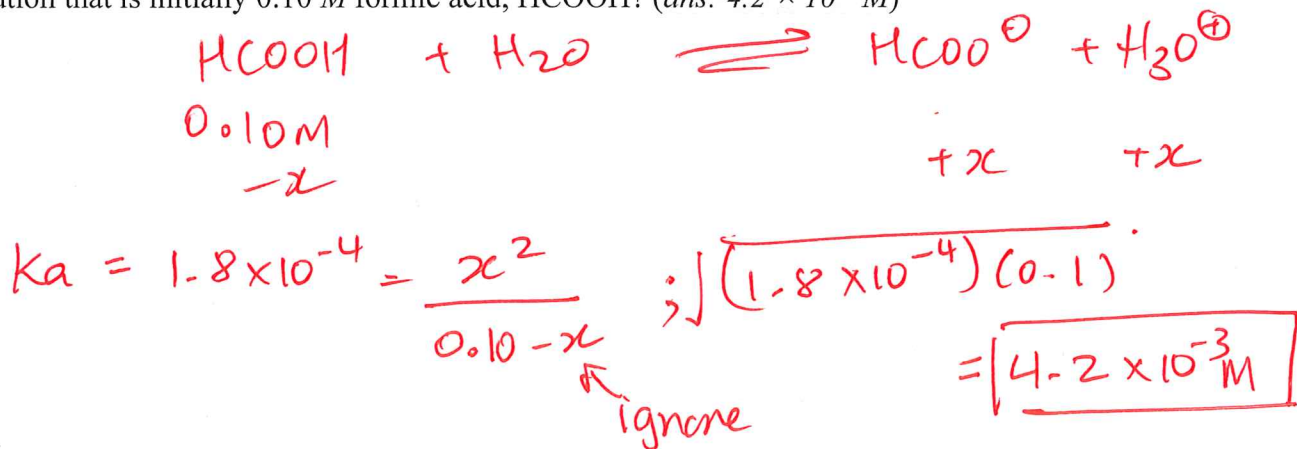 ution that is initially 0.10 M formic acid, HCOOH? (ans: 4.2 × 10 M)
HCOOH + H2O ⇌ HCOO⊖ + H3O⊕
0.10M
-x +x +x
Ka = 1.8×10⁻⁴ = x² / 0.10-x ; √(1.8×10⁻⁴)(0.1)
= 4.2×10⁻³ M
ignore